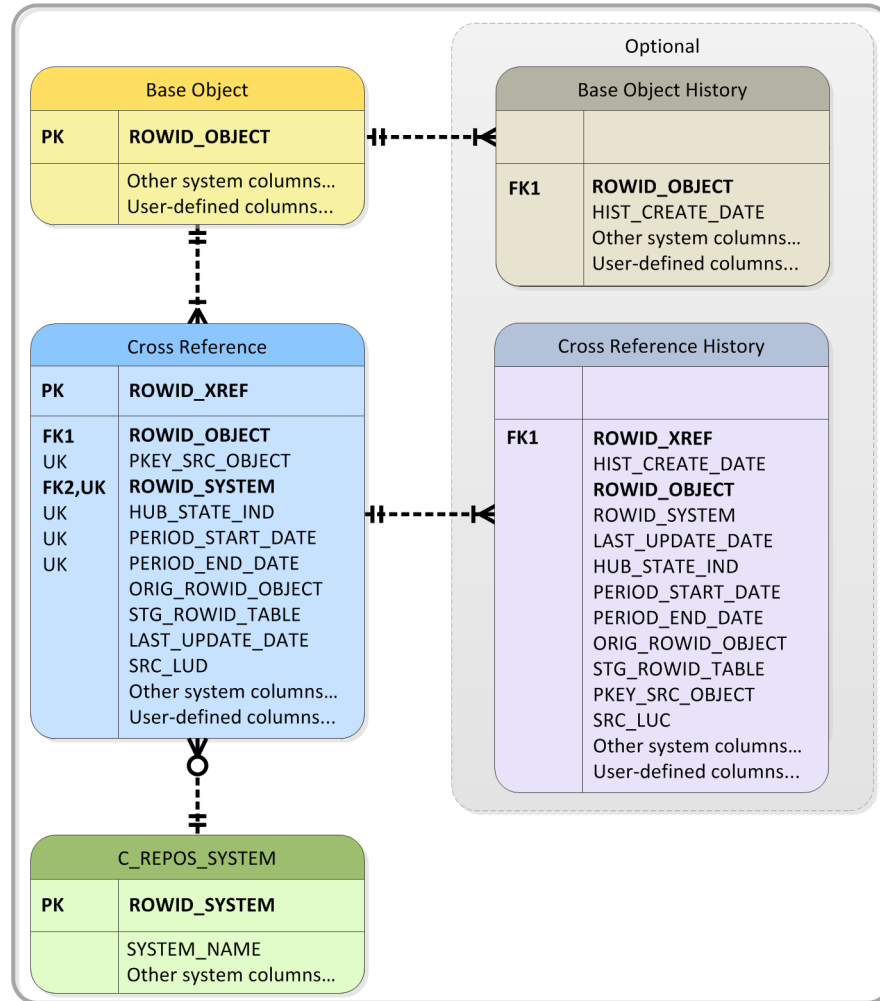 Optional
Base Object
PK ROWID_OBJECT
Other system columns...
User-defined columns...
Base Object History
FK1 ROWID_OBJECT
HIST_CREATE_DATE
Other system columns...
User-defined columns...
Cross Reference
PK ROWID_XREF
FK1 ROWID_OBJECT
UK PKEY_SRC_OBJECT
FK2,UK ROWID_SYSTEM
UK HUB_STATE_IND
UK PERIOD_START_DATE
UK PERIOD_END_DATE
ORIG_ROWID_OBJECT
STG_ROWID_TABLE
LAST_UPDATE_DATE
SRC_LUD
Other system columns...
User-defined columns...
Cross Reference History
FK1 ROWID_XREF
HIST_CREATE_DATE
ROWID_OBJECT
ROWID_SYSTEM
LAST_UPDATE_DATE
HUB_STATE_IND
PERIOD_START_DATE
PERIOD_END_DATE
ORIG_ROWID_OBJECT
STG_ROWID_TABLE
PKEY_SRC_OBJECT
SRC_LUC
Other system columns...
User-defined columns...
C_REPOS_SYSTEM
PK ROWID_SYSTEM
SYSTEM_NAME
Other system columns...